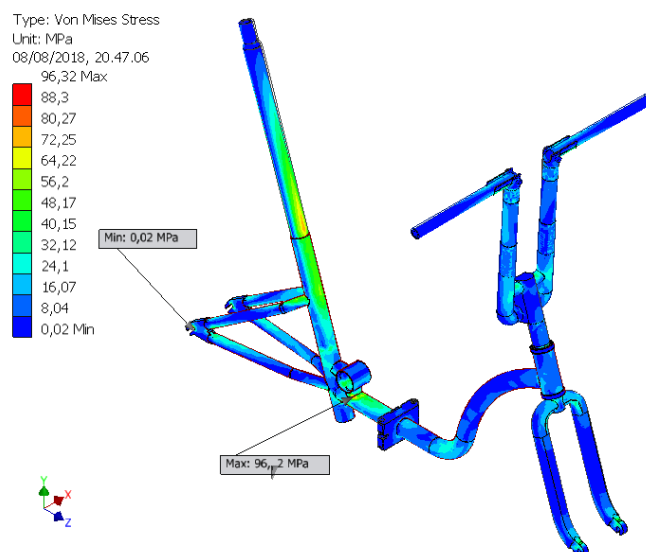 Type: Von Mises Stress
Unit: MPa
08/08/2018, 20.47.06
96,32 Max
88,3
80,27
72,25
64,22
56,2
48,17
40,15
32,12
24,1
16,07
8,04
0,02 Min
Min: 0,02 MPa
Max: 96, 2 MPa
Y
X
Z